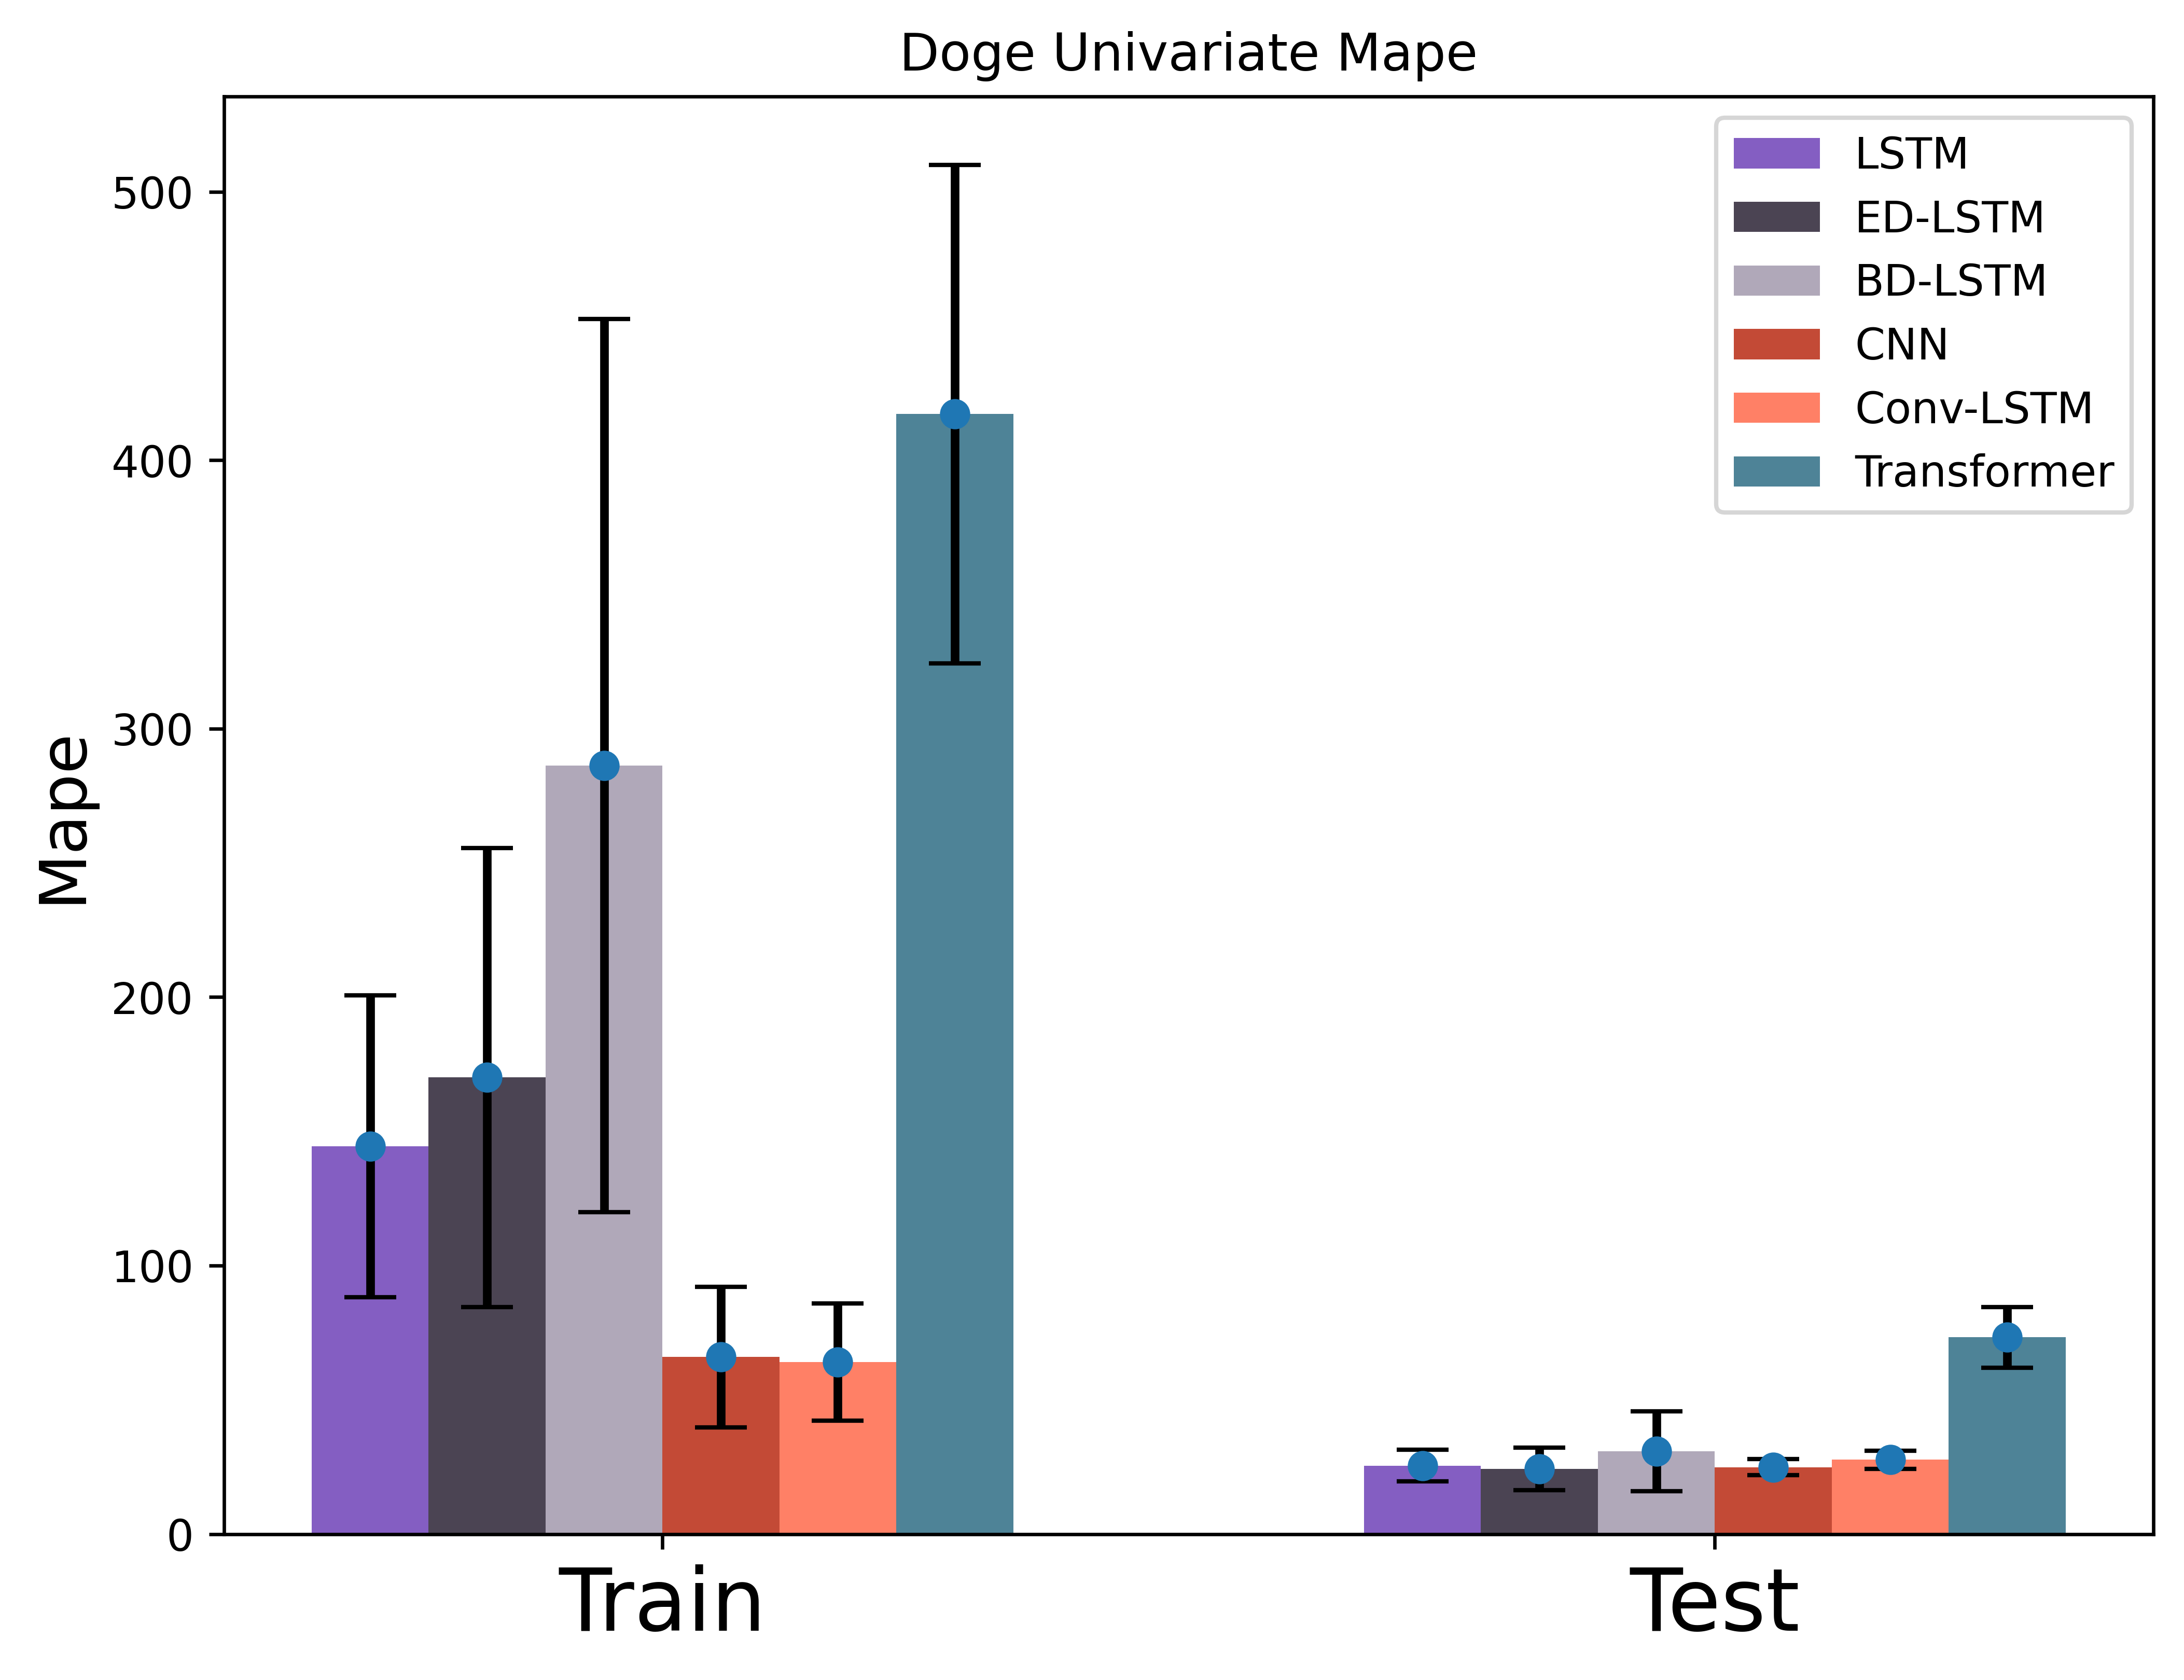 Doge Univariate Mape
LSTM
ED-LSTM
BD-LSTM
CNN
Conv-LSTM
Transformer
Mape
500
400
300
200
100
0
Train
Test